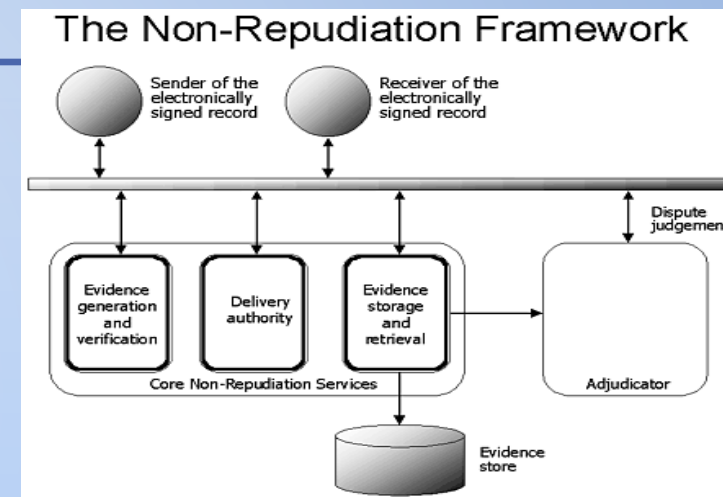 The Non-Repudiation Framework
Sender of the
electronically
signed record
Receiver of the
electronically
signed record
Dispute
judgemen
Evidence
generation
and
verification
Delivery
authority
Evidence
storage
and
retrieval
Core Non-Repudiation Services
Adjudicator
Evidence
store